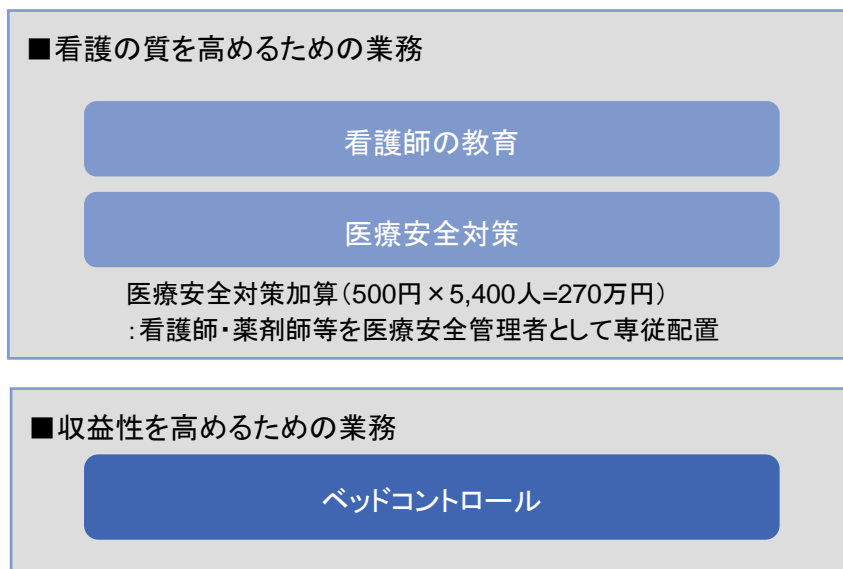 ■看護の質を高めるための業務
看護師の教育
医療安全対策
医療安全対策加算（500円×5,400人=270万円）
：看護師・薬剤師等を医療安全管理者として専従配置
■収益性を高めるための業務
ベッドコントロール